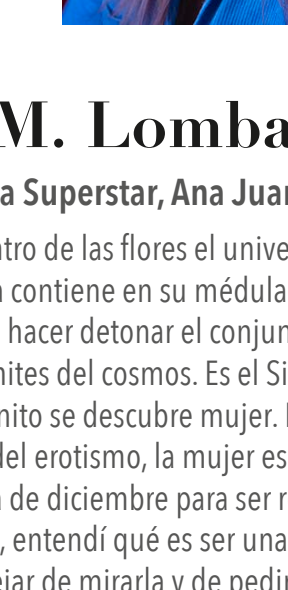 M. Lomba
a Superstar, Ana Juar
ntro de las flores el unive
a contiene en su médula
hacer detonar el conjun
mites del cosmos. Es el Si
nito se descubre mujer.
del erotismo, la mujer es
a de diciembre para ser r
, entendí qué es ser una
ejar de mirarla y de pedir